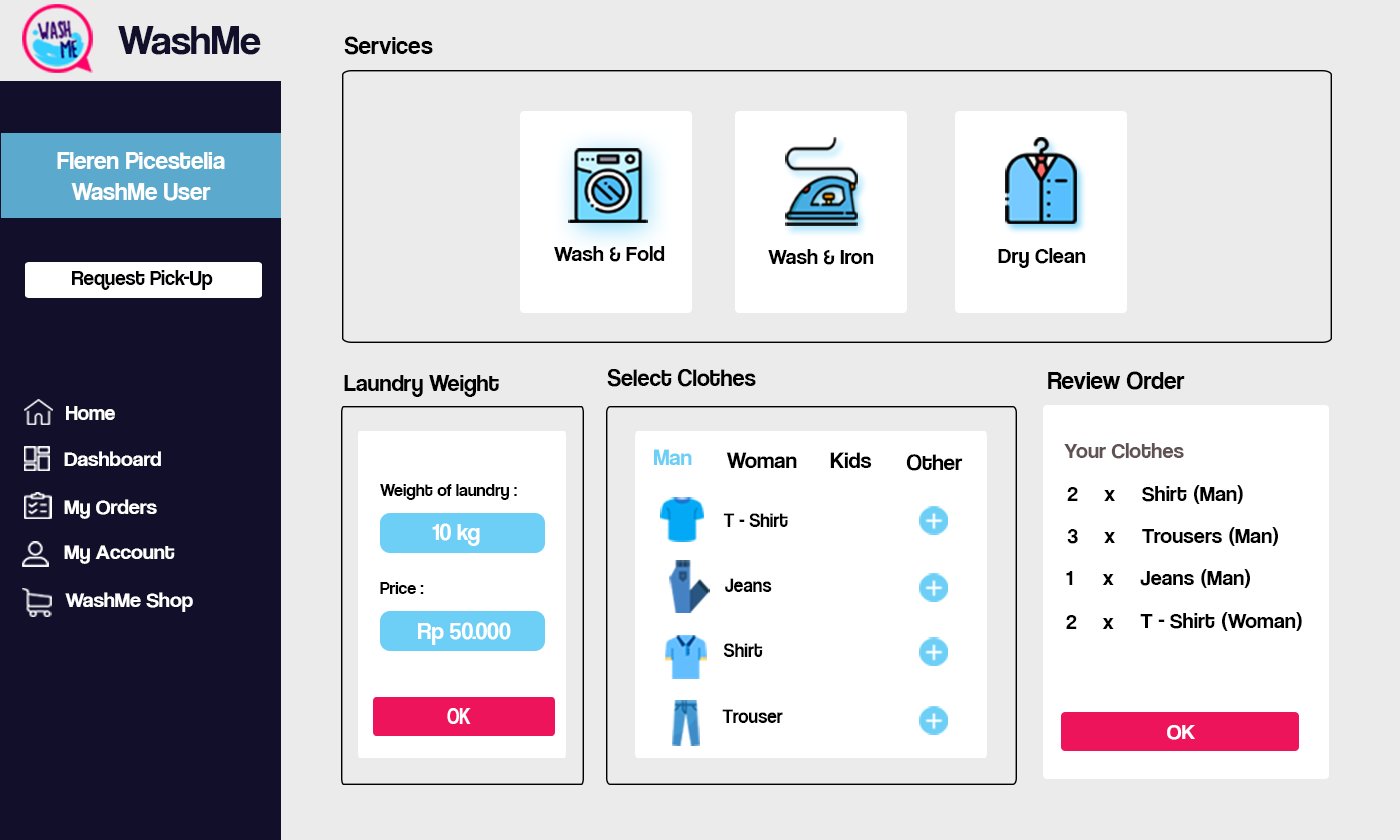 WASH
ME
WashMe
Fleren Picestelia
WashMe User
Request Pick-Up
Home
Dashboard
My Orders
My Account
WashMe Shop
Services
Wash & Fold
Wash & Iron
Dry Clean
Laundry Weight
Weight of laundry :
10 kg
Price :
Rp 50.000
OK
Select Clothes
Man Woman Kids Other
T - Shirt
Jeans
Shirt
Trouser
Review Order
Your Clothes
2 x Shirt (Man)
3 x Trousers (Man)
1 x Jeans (Man)
2 x T - Shirt (Woman)
OK